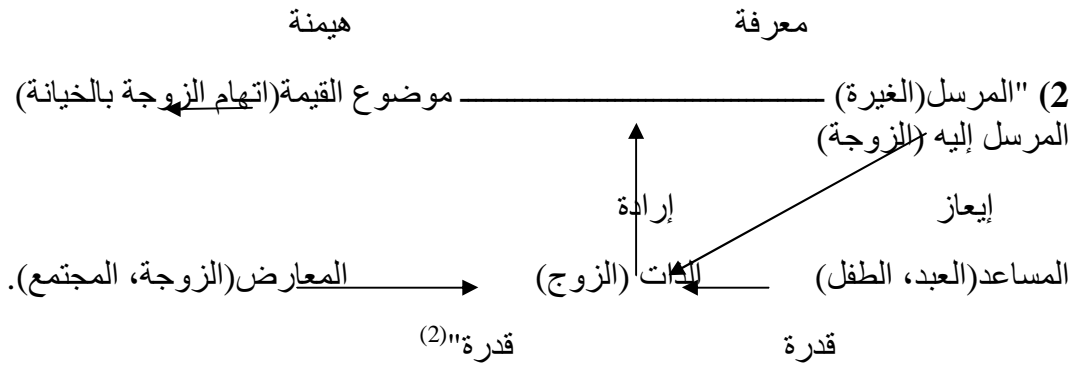 معرفة هيمنة
2) "المرسل(الغيرة) ـــــــــــــــــــــــــــــــــ موضوع القيمة(اتهام الزوجة بالخيانة)
المرسل إليه (الزوجة)
إيعاز إرادة
المساعد(العبد، الطفل) الذات (الزوج) المعارض(الزوجة، المجتمع).
قدرة قدرة"(2)